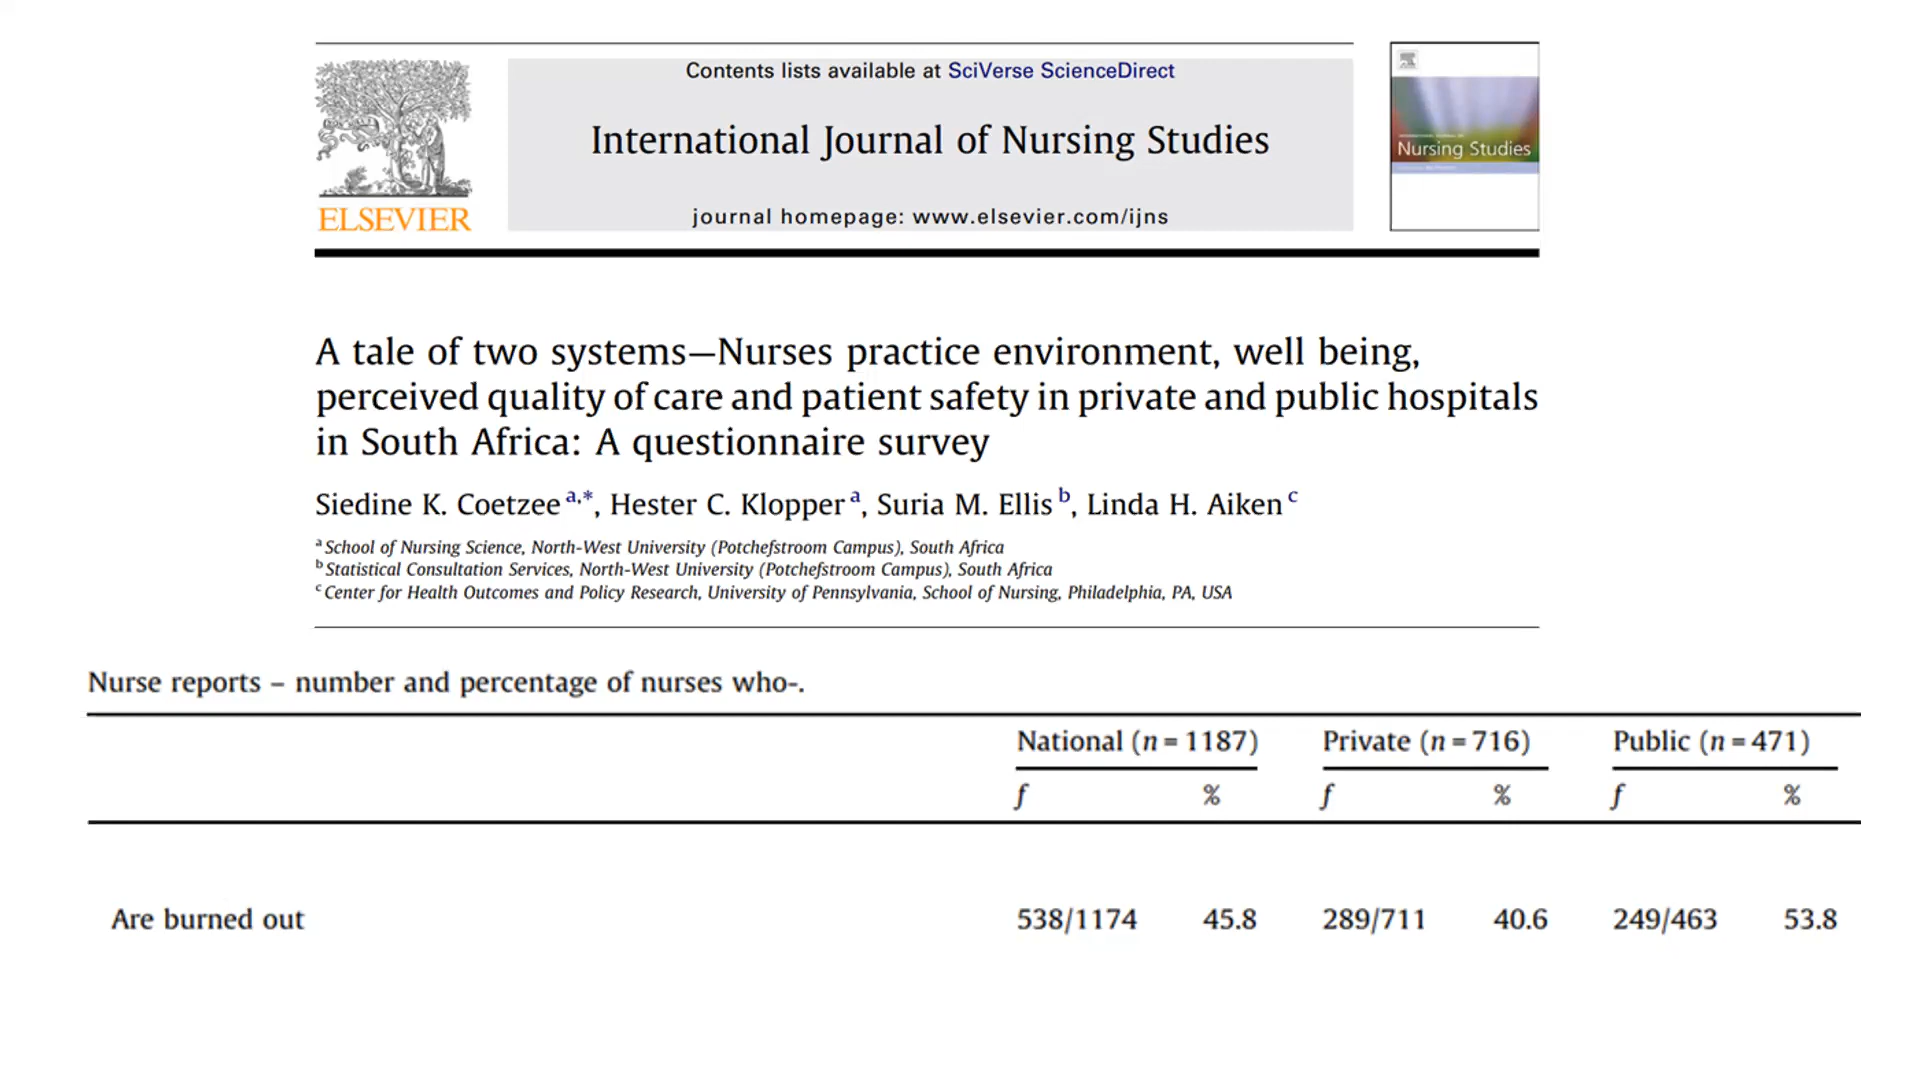 Contents lists available at SciVerse ScienceDirect
International Journal of Nursing Studies
journal homepage: www.elsevier.com/ijns
ELSEVIER
Nursing Studies
A tale of two systems—Nurses practice environment, well being,
perceived quality of care and patient safety in private and public hospitals
in South Africa: A questionnaire survey
Siedine K. Coetzee a,*, Hester C. Klopper a, Suria M. Ellis b, Linda H. Aiken c
a School of Nursing Science, North-West University (Potchefstroom Campus), South Africa
b Statistical Consultation Services, North-West University (Potchefstroom Campus), South Africa
c Center for Health Outcomes and Policy Research, University of Pennsylvania, School of Nursing, Philadelphia, PA, USA
Nurse reports – number and percentage of nurses who-.
National (n = 1187) Private (n = 716) Public (n = 471)
f % f % f %
Are burned out 538/1174 45.8 289/711 40.6 249/463 53.8